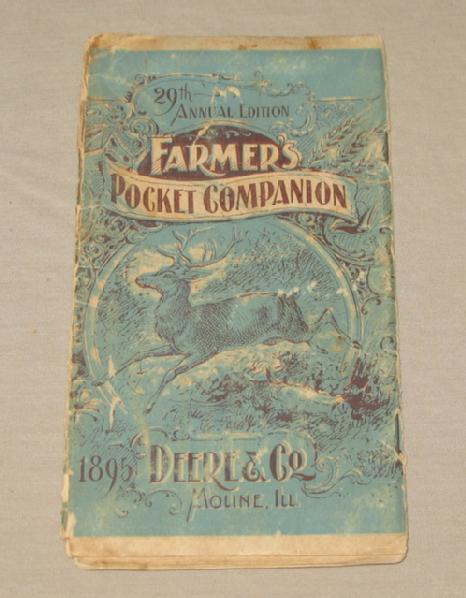 29th
ANNUAL EDITION
FARMER'S
POCKET COMPANION
1895 DEERE & CO
MOLINE, ILL.